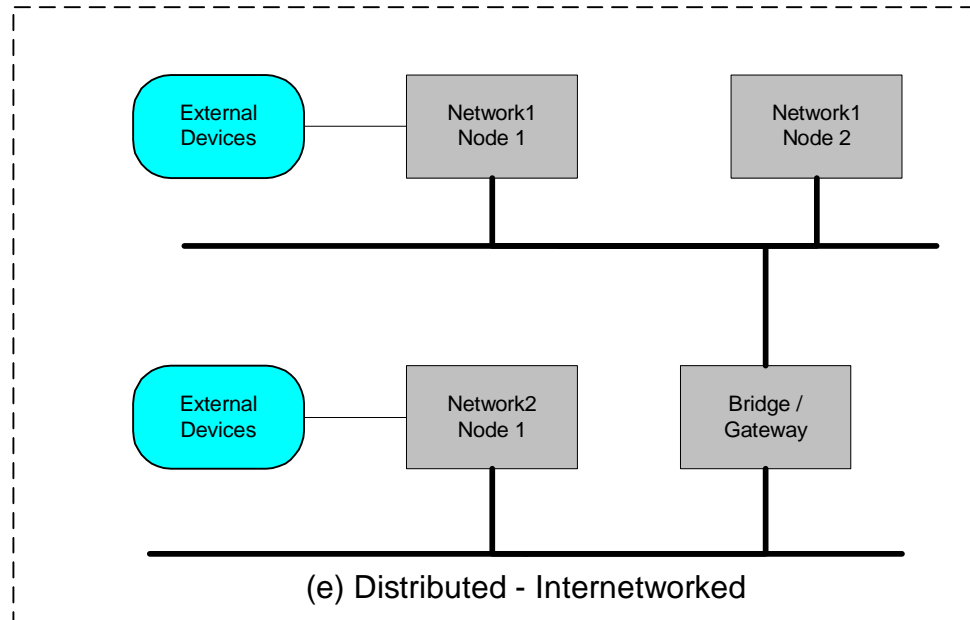 External
Devices
Network1
Node 1
Network1
Node 2
External
Devices
Network2
Node 1
Bridge /
Gateway
(e) Distributed - Internetworked